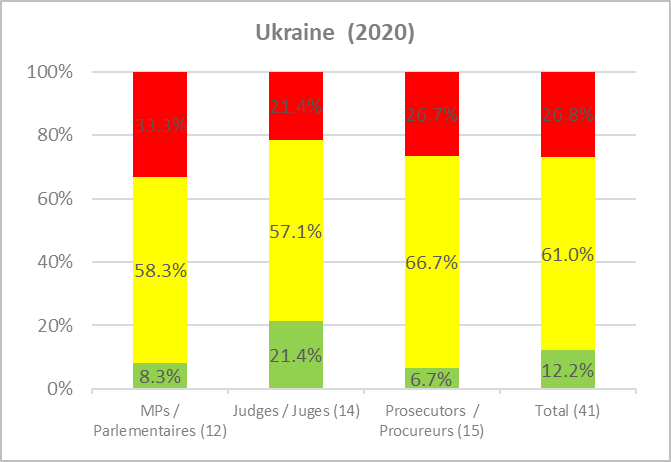 Ukraine (2020)
100%
80%
60%
40%
20%
0%
33.3%
21.4%
26.7%
26.8%
58.3%
57.1%
66.7%
61.0%
8.3%
21.4%
6.7%
12.2%
MPs /
Parlementaires (12)
Judges / Juges (14)
Prosecutors /
Procureurs (15)
Total (41)